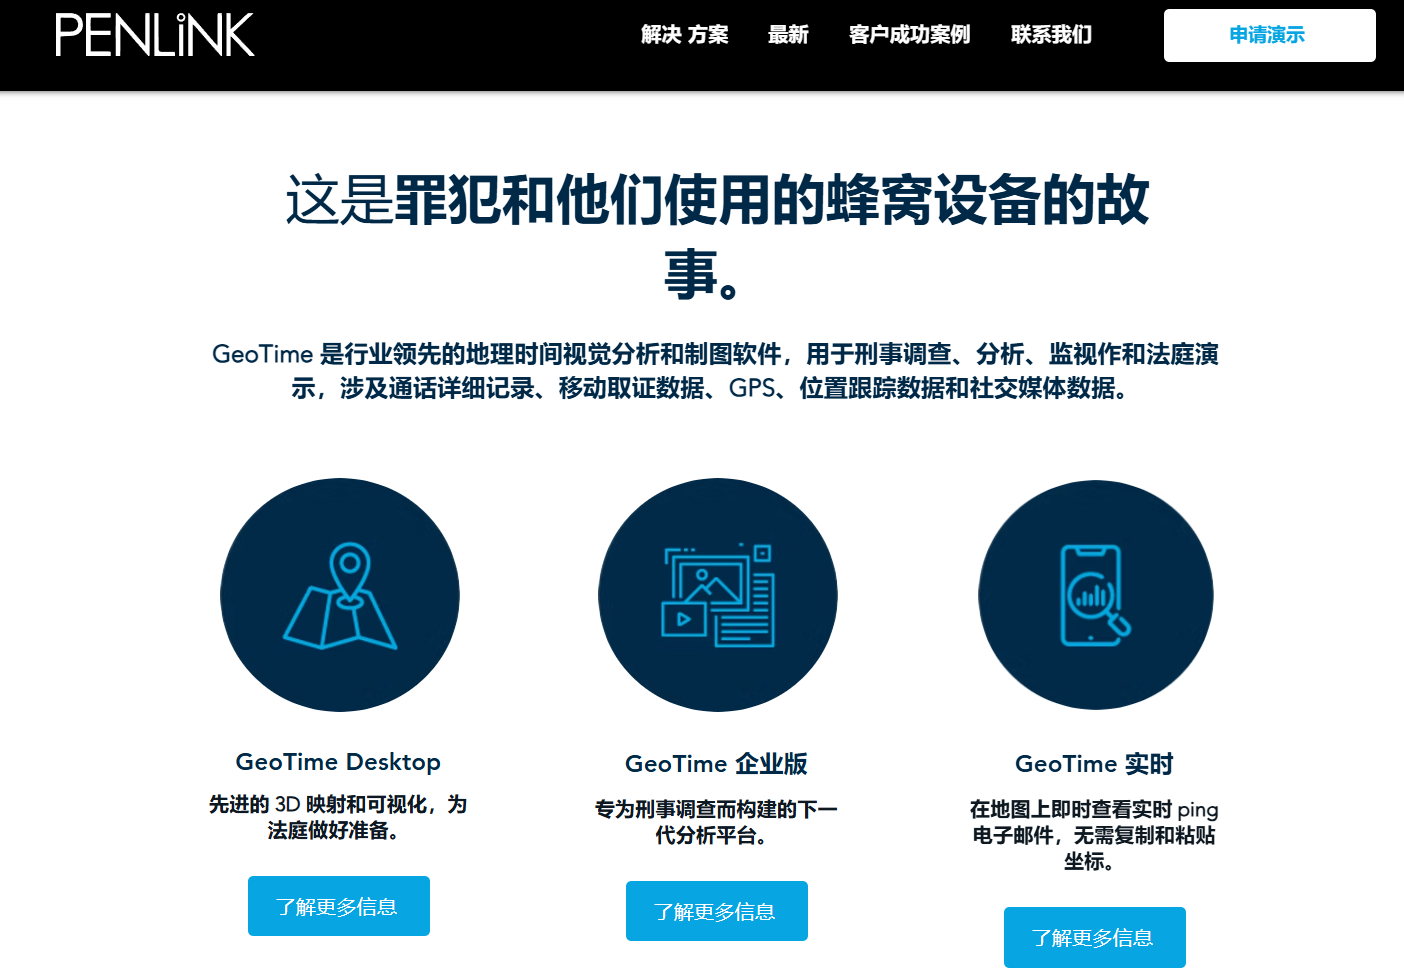 PENLiNK
解决 方案
最新
客户成功案例
联系我们
申请演示
这是罪犯和他们使用的蜂窝设备的故
事。
GeoTime 是行业领先的地理时间视觉分析和制图软件，用于刑事调查、分析、监视作和法庭演
示，涉及通话详细记录、移动取证数据、GPS、位置跟踪数据和社交媒体数据。
GeoTime Desktop
先进的 3D 映射和可视化，为
法庭做好准备。
了解更多信息
GeoTime 企业版
专为刑事调查而构建的下一
代分析平台。
了解更多信息
GeoTime 实时
在地图上即时查看实时 ping
电子邮件，无需复制和粘贴
坐标。
了解更多信息